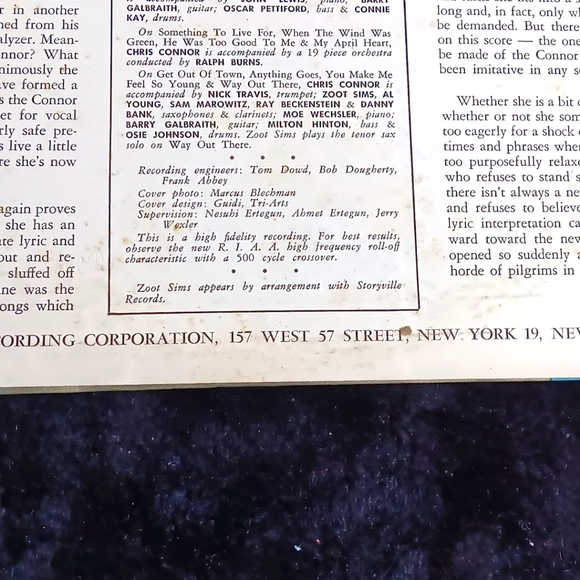 r in another
ned from his
alyzer. Mean-
nnor? What
nimously the
ve formed a
s the Connor
et for vocal
rly safe pre-
s live a little
re she's now
again proves
she has an
te lyric and
out and re-
sluffed off
ne was the
ongs which
GALBRAITH, guitar; OSCAR PETTIFORD, bass & CONNIE
KAY, drums.
On Something To Live For, When The Wind Was
Green, He Was Too Good To Me & My April Heart,
CHRIS CONNOR is accompanied by a 19 piece orchestra
conducted by RALPH BURNS.
On Get Out Of Town, Anything Goes, You Make Me
Feel So Young & Way Out There, CHRIS CONNOR is
accompanied by NICK TRAVIS, trumpet; ZOOT SIMS, AL
YOUNG, SAM MAROWITZ, RAY BECKENSTEIN & DANNY
BANK, saxophones & clarinets; MOE WECHSLER, piano;
BARRY GALBRAITH, guitar; MILTON HINTON, bass &
OSIE JOHNSON, drums. Zoot Sims plays the tenor sax
solo on Way Out There.
• • •
Recording engineers: Tom Dowd, Bob Dougherty,
Frank Abbey
Cover photo: Marcus Blechman
Cover design: Guidi, Tri-Arts
Supervision: Nesuhi Ertegun, Ahmet Ertegun, Jerry
Wexler
This is a high fidelity recording. For best results,
observe the new R. I. A. A. high frequency roll-off
characteristic with a 500 cycle crossover.
• • •
Zoot Sims appears by arrangement with Storyville
Records.
long and, in fact, only wh
be demanded. But there
on this score — the one
be made of the Connor
been imitative in any s
Whether she is a bit o
whether or not she som
too eagerly for a shock o
times and phrases wher
too purposefully relaxe
who refuses to stand s
there isn't always a ne
and refuses to believe
lyric interpretation ca
ward toward the nev
opened so suddenly a
horde of pilgrims in
ORDING CORPORATION, 157 WEST 57 STREET, NEW YORK 19, NEV